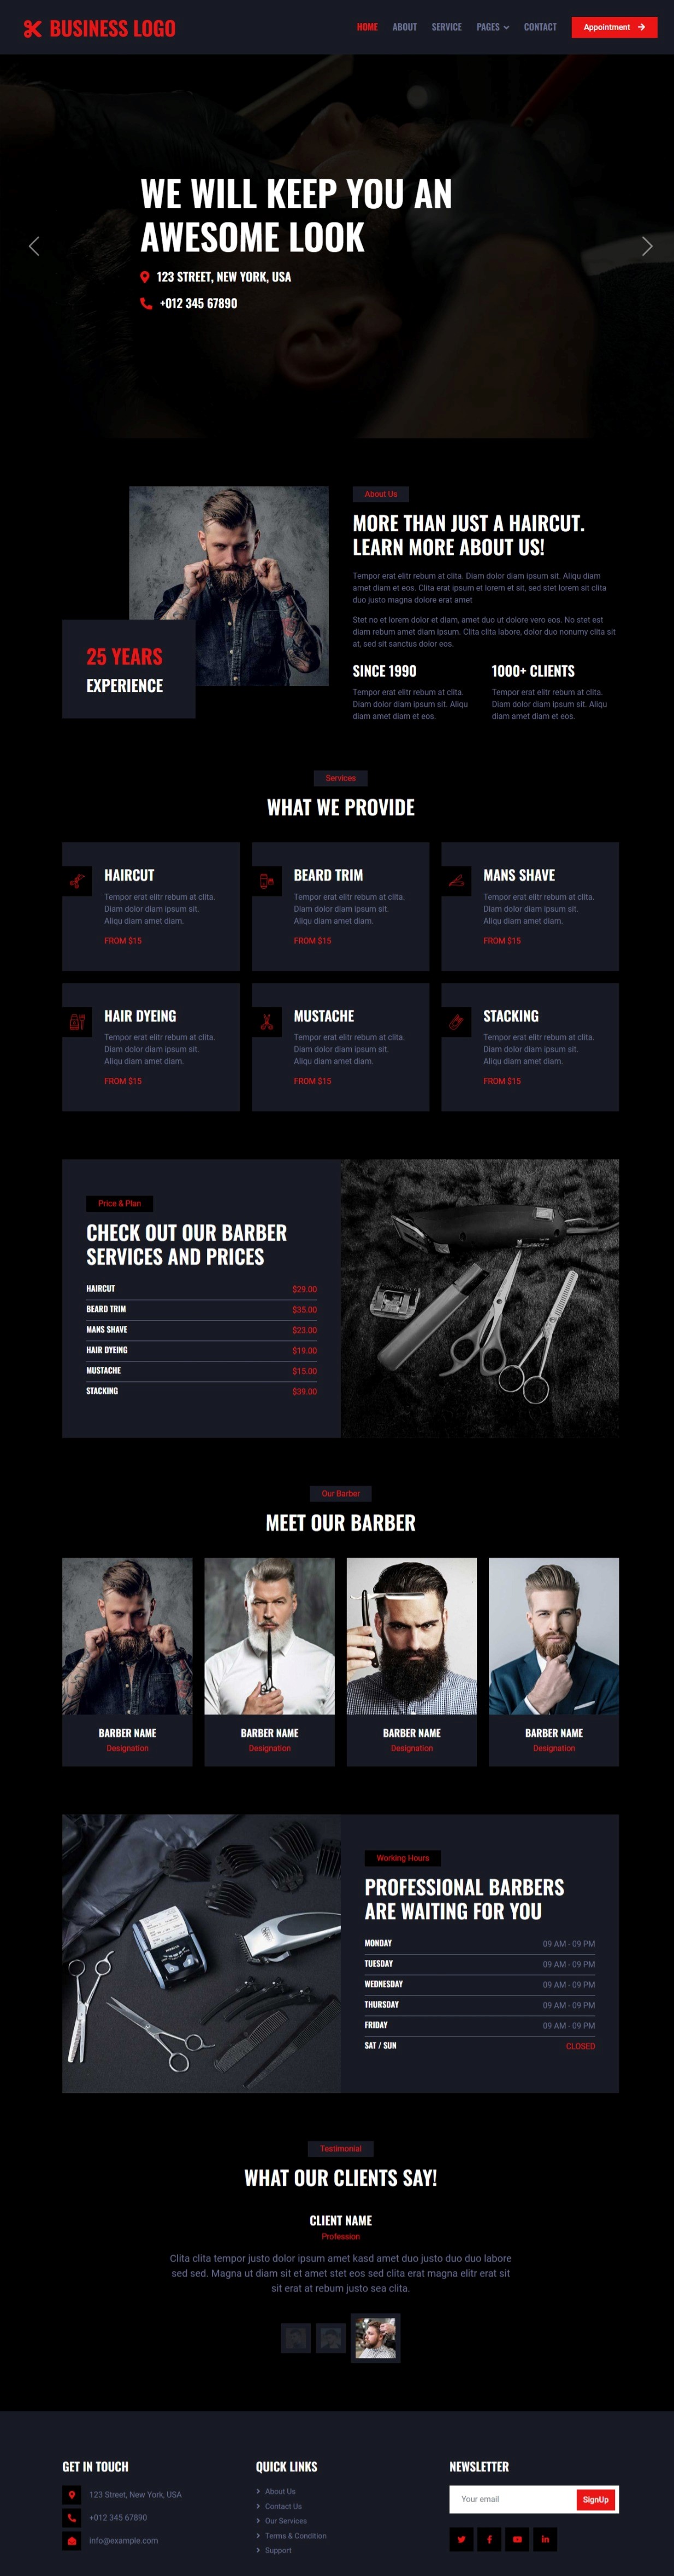 BUSINESS LOGO
HOME ABOUT SERVICE PAGES CONTACT Appointment
WE WILL KEEP YOU AN
AWESOME LOOK
123 STREET, NEW YORK, USA
+012 345 67890
About Us
MORE THAN JUST A HAIRCUT.
LEARN MORE ABOUT US!
Tempor erat elitr rebum at clita. Diam dolor diam ipsum sit. Aliqu diam
amet diam et eos. Clita erat ipsum et lorem et sit, sed stet lorem sit clita
duo justo magna dolore erat amet
Stet no et lorem dolor et diam, amet duo ut dolore vero eos. No stet est
diam rebum amet diam ipsum. Clita clita labore, dolor duo nonumy clita sit
at, sed sit sanctus dolor eos.
25 YEARS
EXPERIENCE
SINCE 1990
Tempor erat elitr rebum at clita.
Diam dolor diam ipsum sit. Aliqu
diam amet diam et eos.
1000+ CLIENTS
Tempor erat elitr rebum at clita.
Diam dolor diam ipsum sit. Aliqu
diam amet diam et eos.
Services
WHAT WE PROVIDE
HAIRCUT
Tempor erat elitr rebum at clita.
Diam dolor diam ipsum sit.
Aliqu diam amet diam.
FROM $15
BEARD TRIM
Tempor erat elitr rebum at clita.
Diam dolor diam ipsum sit.
Aliqu diam amet diam.
FROM $15
MANS SHAVE
Tempor erat elitr rebum at clita.
Diam dolor diam ipsum sit.
Aliqu diam amet diam.
FROM $15
HAIR DYEING
Tempor erat elitr rebum at clita.
Diam dolor diam ipsum sit.
Aliqu diam amet diam.
FROM $15
MUSTACHE
Tempor erat elitr rebum at clita.
Diam dolor diam ipsum sit.
Aliqu diam amet diam.
FROM $15
STACKING
Tempor erat elitr rebum at clita.
Diam dolor diam ipsum sit.
Aliqu diam amet diam.
FROM $15
Price & Plan
CHECK OUT OUR BARBER
SERVICES AND PRICES
HAIRCUT $29.00
BEARD TRIM $35.00
MANS SHAVE $23.00
HAIR DYEING $19.00
MUSTACHE $15.00
STACKING $39.00
Our Barber
MEET OUR BARBER
BARBER NAME
Designation
BARBER NAME
Designation
BARBER NAME
Designation
BARBER NAME
Designation
Working Hours
PROFESSIONAL BARBERS
ARE WAITING FOR YOU
MONDAY 09 AM - 09 PM
TUESDAY 09 AM - 09 PM
WEDNESDAY 09 AM - 09 PM
THURSDAY 09 AM - 09 PM
FRIDAY 09 AM - 09 PM
SAT / SUN CLOSED
Testimonial
WHAT OUR CLIENTS SAY!
CLIENT NAME
Profession
Clita clita tempor justo dolor ipsum amet kasd amet duo justo duo duo labore
sed sed. Magna ut diam sit et amet stet eos sed clita erat magna elitr erat sit
sit erat at rebum justo sea clita.
GET IN TOUCH
123 Street, New York, USA
+012 345 67890
info@example.com
QUICK LINKS
About Us
Contact Us
Our Services
Terms & Condition
Support
NEWSLETTER
Your email SignUp